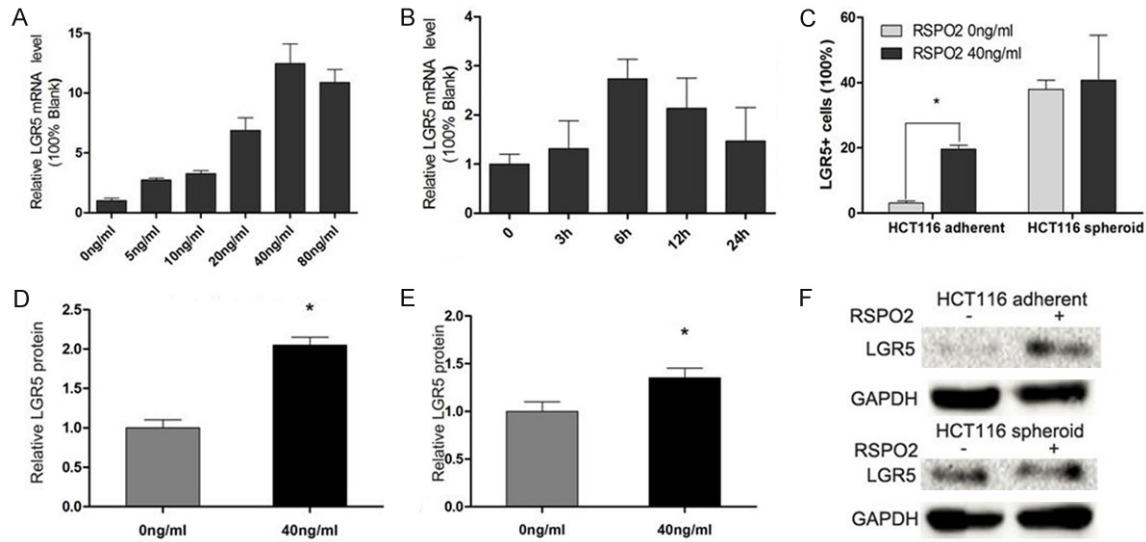 A
Relative LGR5 mRNA level
(100% Blank)
15
10
5
0
0ng/ml
5ng/ml
10ng/ml
20ng/ml
40ng/ml
80ng/ml
B
Relative LGR5 mRNA level
(100% Blank)
4
3
2
1
0
0
3h
6h
12h
24h
C
LGR5+ cells (100%)
60
40
20
0
RSPO2 0ng/ml
RSPO2 40ng/ml
*
HCT116 adherent
HCT116 spheroid
D
Relative LGR5 protein
2.5
2.0
1.5
1.0
0.5
0.0
*
0ng/ml
40ng/ml
E
Relative LGR5 protein
2.0
1.5
1.0
0.5
0.0
*
0ng/ml
40ng/ml
F
HCT116 adherent
RSPO2 - +
LGR5
GAPDH
HCT116 spheroid
RSPO2 - +
LGR5
GAPDH